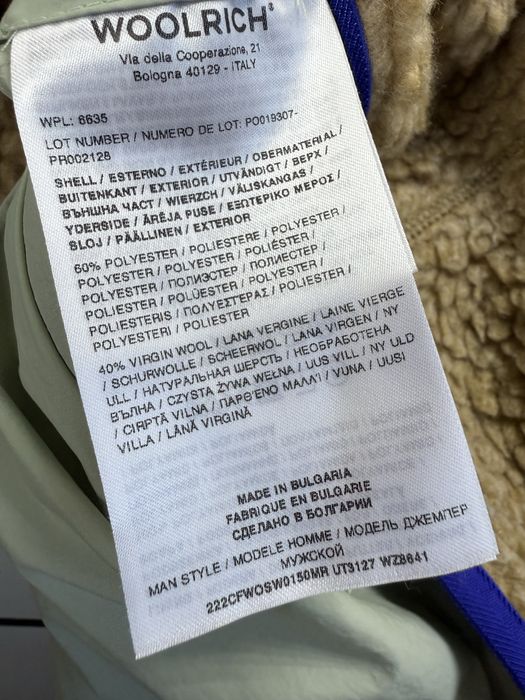 WOOLRICH®
Via della Cooperazione, 21
Bologna 40129 - ITALY
WPL: 6635
LOT NUMBER / NUMERO DE LOT: PO019307-
PR002128
SHELL / ESTERNO / EXTÉRIEUR / OBERMATERIAL /
BUITENKANT / EXTERIOR / UTVÄNDIGT / ВЕРХ /
ВЪНШНА ЧАСТ / WIERZCH / VÄLISKANGAS /
YDERSIDE / ĀRĒJA PUSE / ΕΞΩΤΕΡΙΚΟ ΜΕΡΟΣ /
SLOJ / PÄÄLLINEN / EXTERIOR
60% POLYESTER / POLIESTERE / POLYESTER /
POLYESTER / POLYESTER / POLIÉSTER /
POLYESTER / ПОЛИЭСТЕР / ПОЛИЕСТЕР /
POLIESTER / POLÜESTER / POLYESTER /
POLIESTERIS / ΠΟΛΥΕΣΤΕΡΑΣ / POLIESTER /
POLYESTERI / POLIESTER
40% VIRGIN WOOL / LANA VERGINE / LAINE VIERGE
/ SCHURWOLLE / SCHEERWOL / LANA VIRGEN / NY
ULL / НАТУРАЛЬНАЯ ШЕРСТЬ / НЕОБРАБОТЕНА
ВЪЛНА / CZYSTA ŻYWA WEŁNA / UUS VILL / NY ULD
/ CIRPTĀ VILNA / ΠΑΡΘΕΝΟ ΜΑΛΛΙ / VUNA / UUSI
VILLA / LÂNĂ VIRGINĂ
MADE IN BULGARIA
FABRIQUE EN BULGARIE
СДЕЛАНО В БОЛГАРИИ
MAN STYLE / MODELE HOMME / МОДЕЛЬ ДЖЕМПЕР
МУЖСКОЙ
222CFWOSW0150MR UT3127 WZ8641